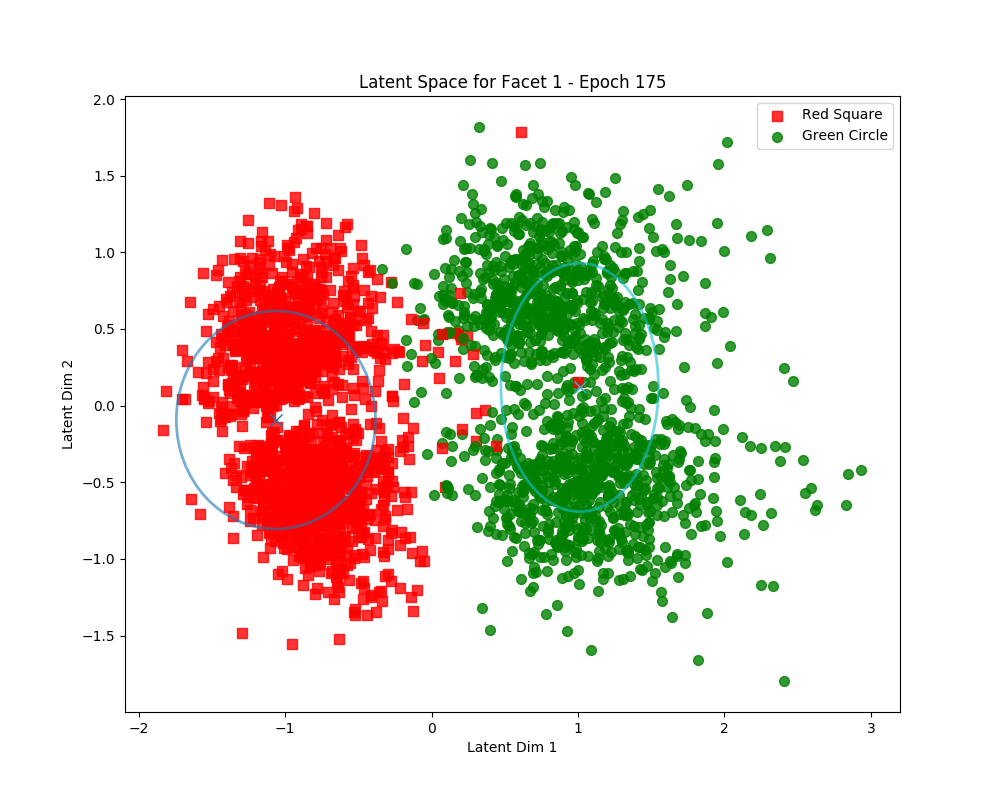 Latent Space for Facet 1 - Epoch 175
Red Square
Green Circle
2.0
1.5
1.0
0.5
0.0
−0.5
−1.0
−1.5
Latent Dim 2
−2
−1
0
1
2
3
Latent Dim 1